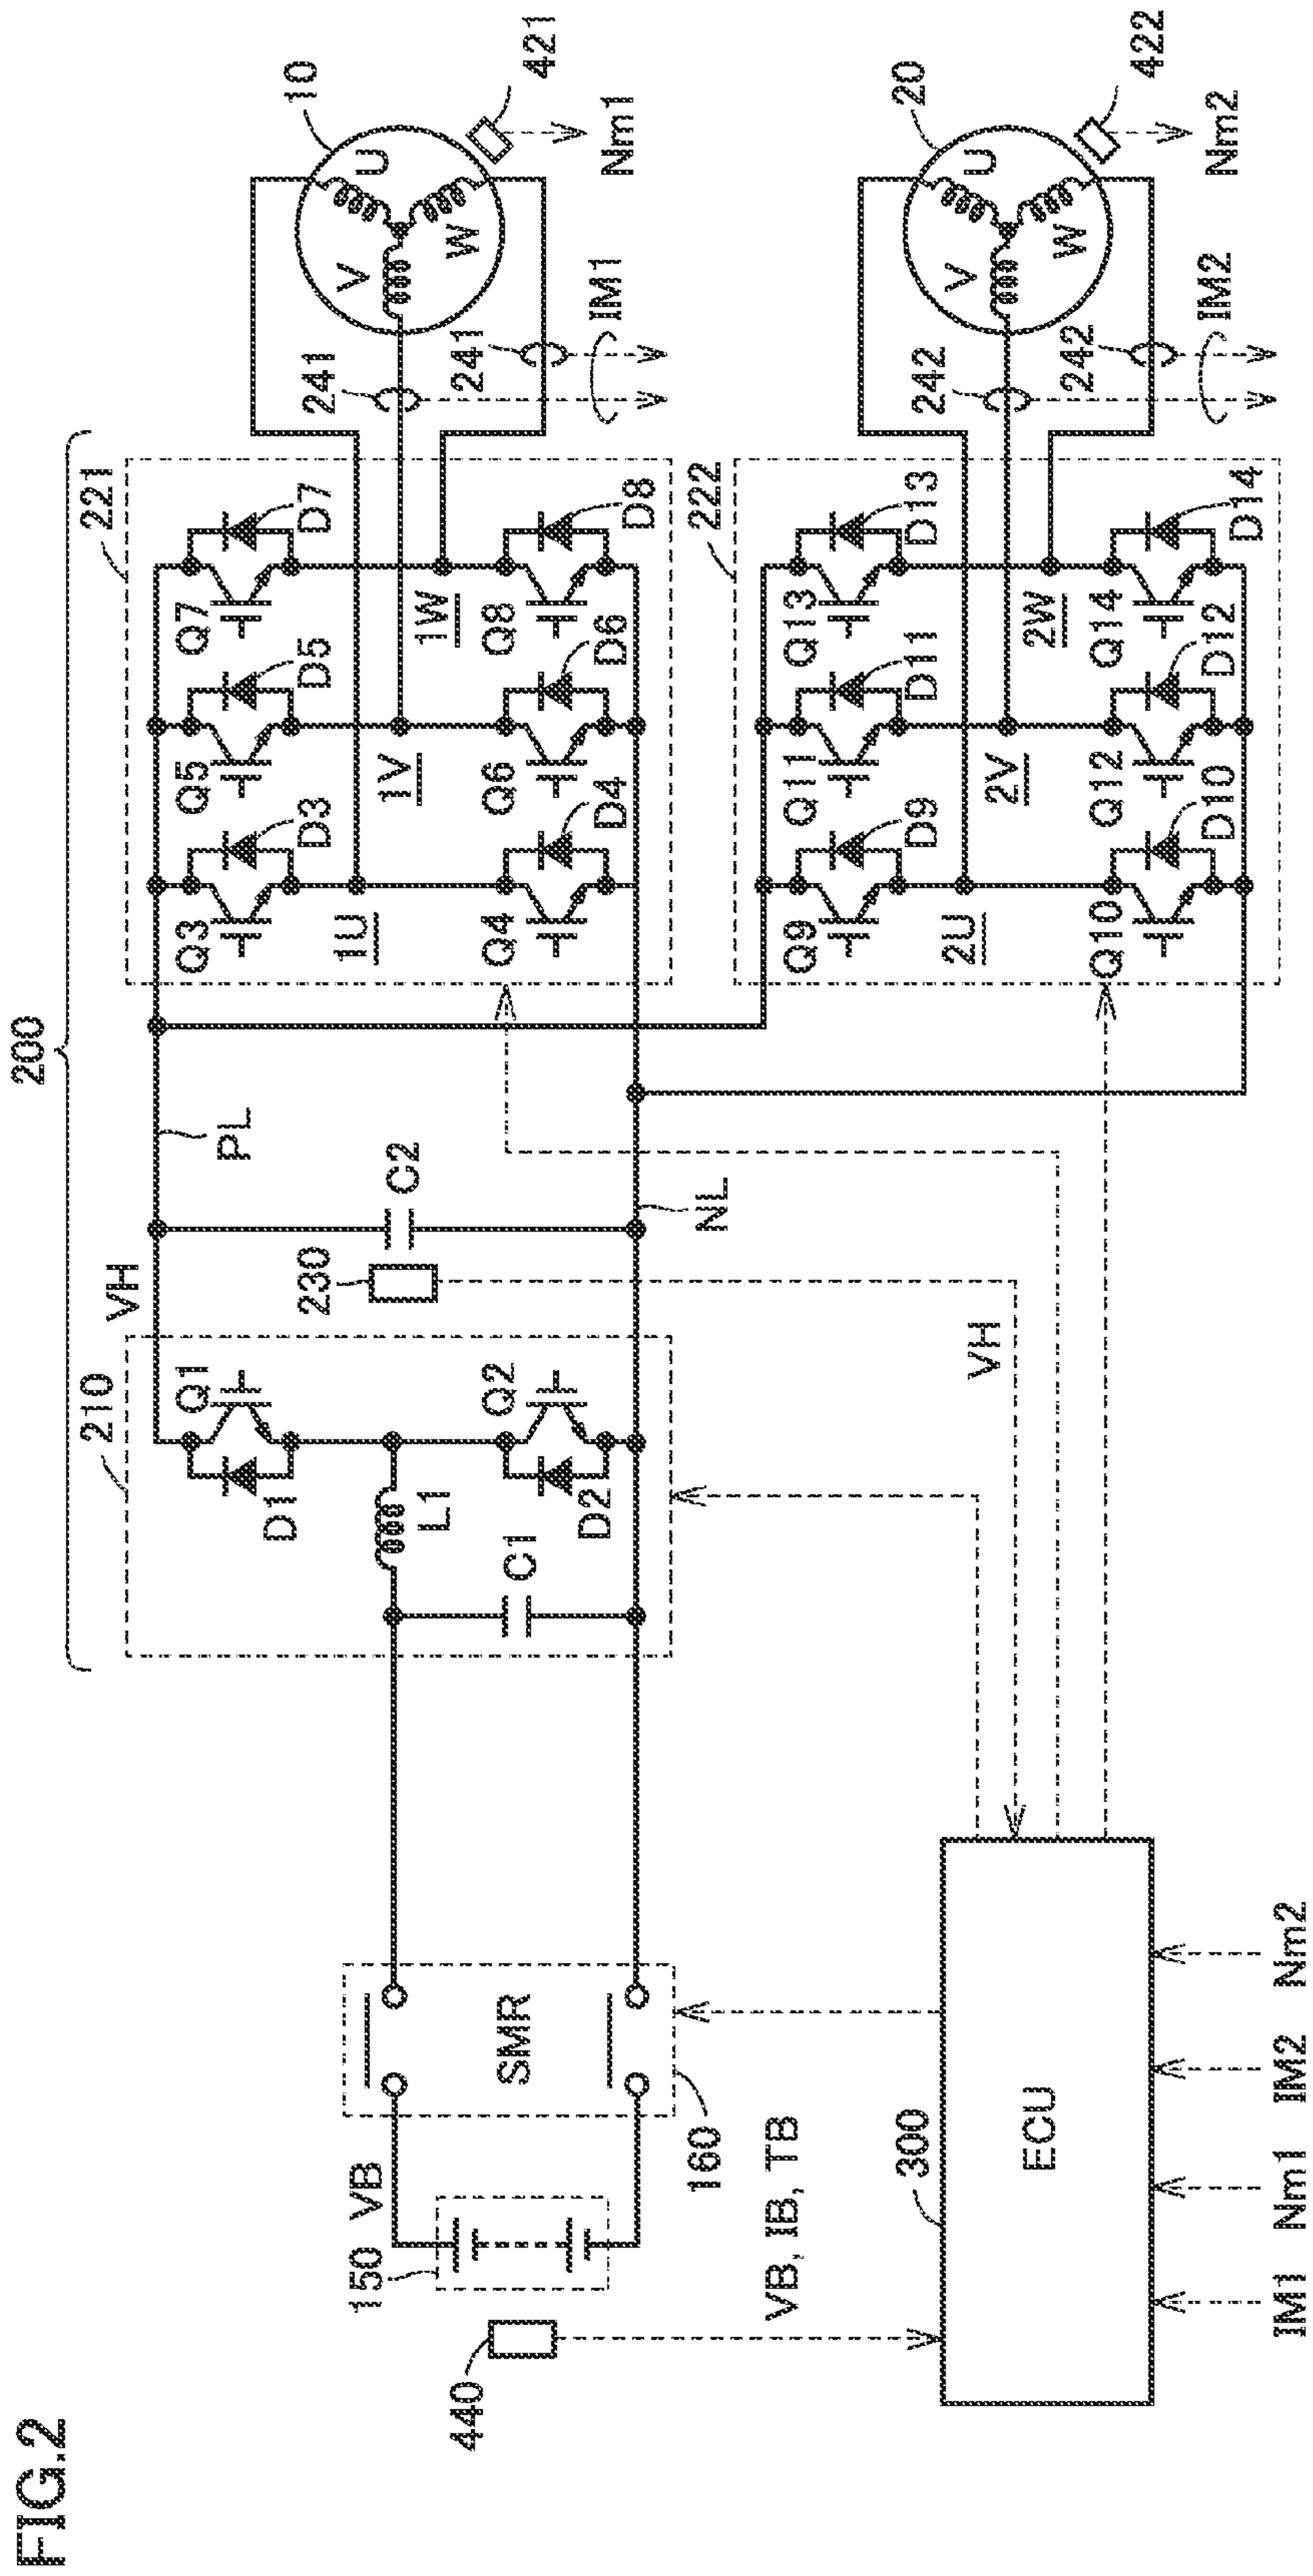 FIG.2
200
210
VH
PL
221
Q1
D1
Q3
D3
Q5
D5
Q7
D7
10
U
V
W
421
Nm1
150
VB
SMR
160
L1
C1
Q2
D2
230
C2
NL
1U
1V
1W
Q4
D4
Q6
D6
Q8
D8
241
241
IM1
440
VB, IB, TB
222
Q9
D9
Q11
D11
Q13
D13
20
U
V
W
422
Nm2
300
ECU
VH
2U
2V
2W
Q10
D10
Q12
D12
Q14
D14
242
242
IM2
IM1
Nm1
IM2
Nm2